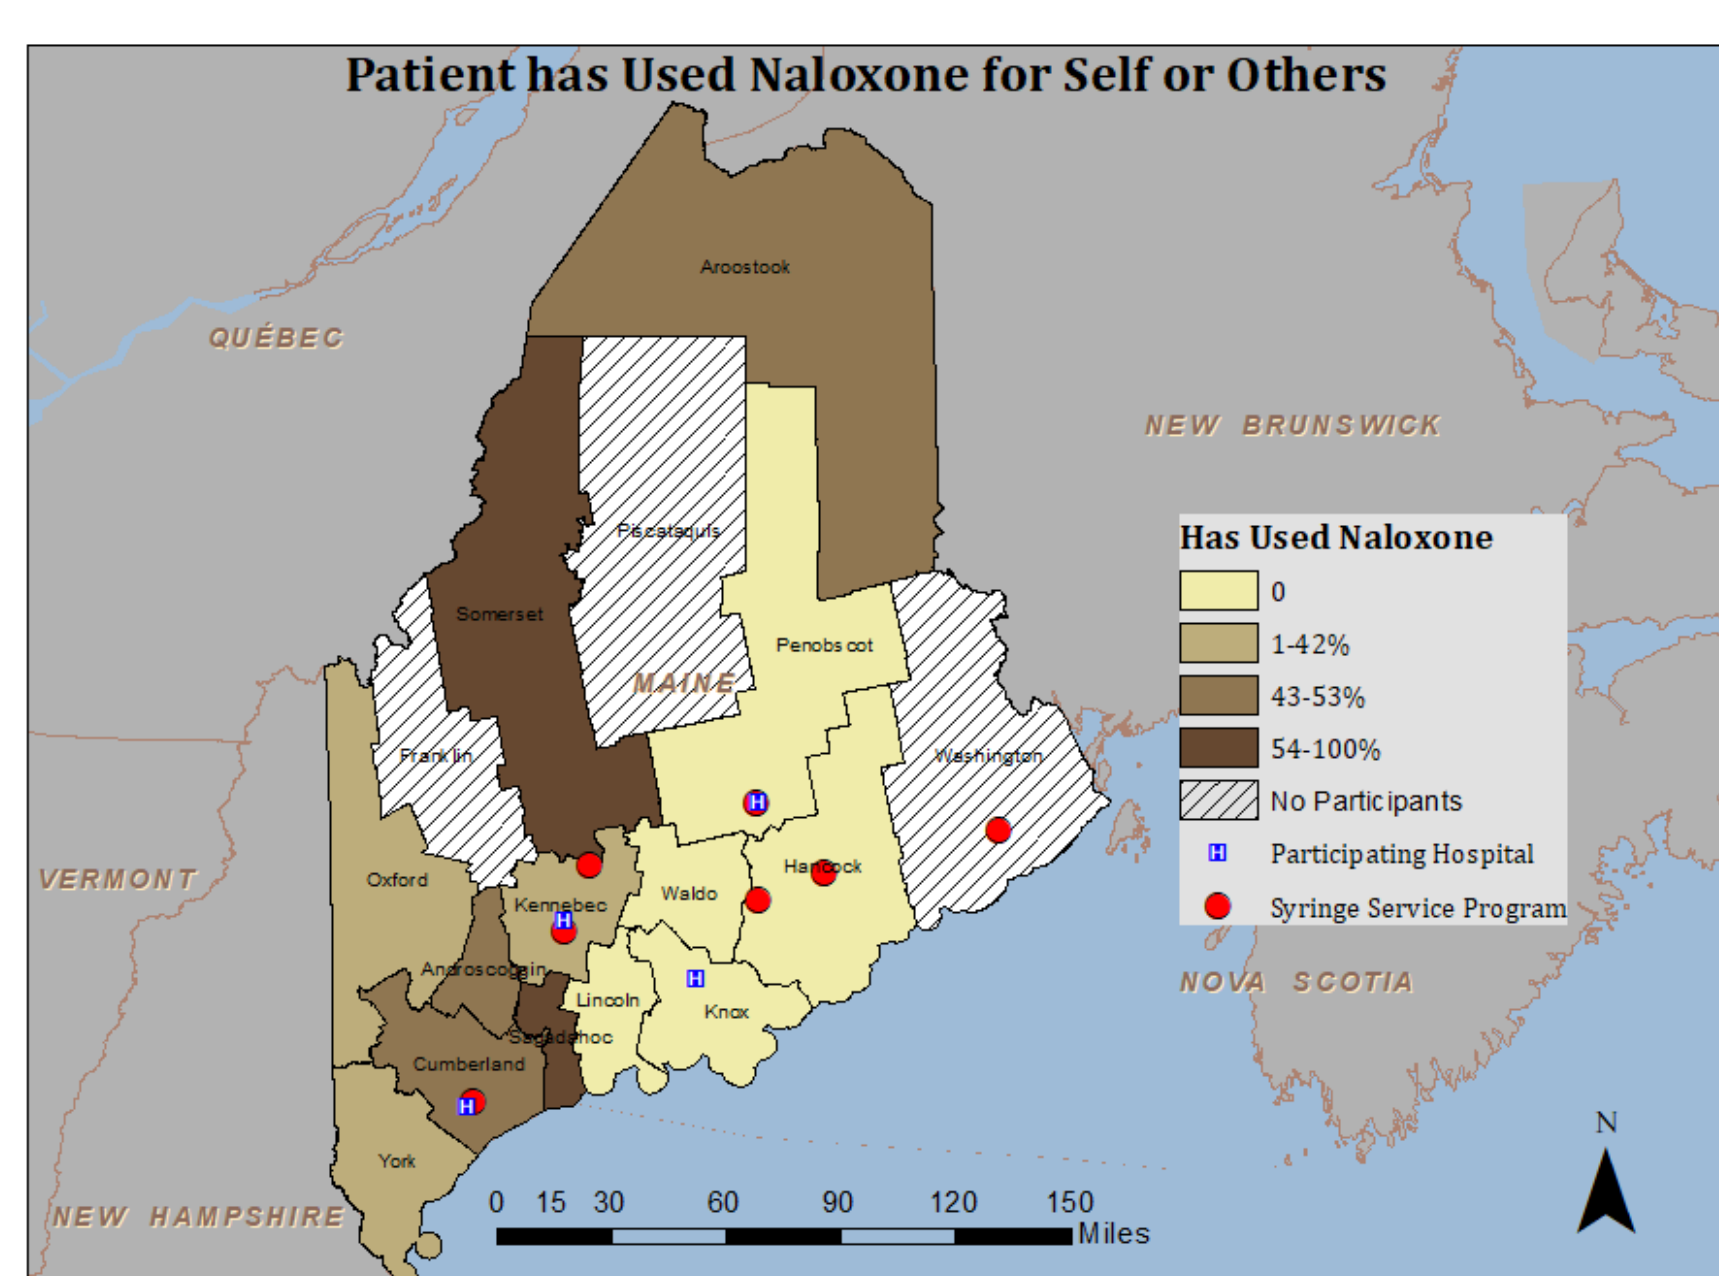 Patient has Used Naloxone for Self or Others
Aroostook
QUÉBEC
NEW BRUNSWICK
Piscataquis
Somerset
Penobscot
MAINE
Franklin
Washington
Has Used Naloxone
0
1-42%
43-53%
54-100%
No Participants
H Participating Hospital
Syringe Service Program
H
VERMONT
Oxford
Hancock
Waldo
Kennebec
H
Androscoggin
H
NOVA SCOTIA
Lincoln
Knox
Sagadahoc
Cumberland
H
York
N
NEW HAMPSHIRE
0 15 30 60 90 120 150
Miles